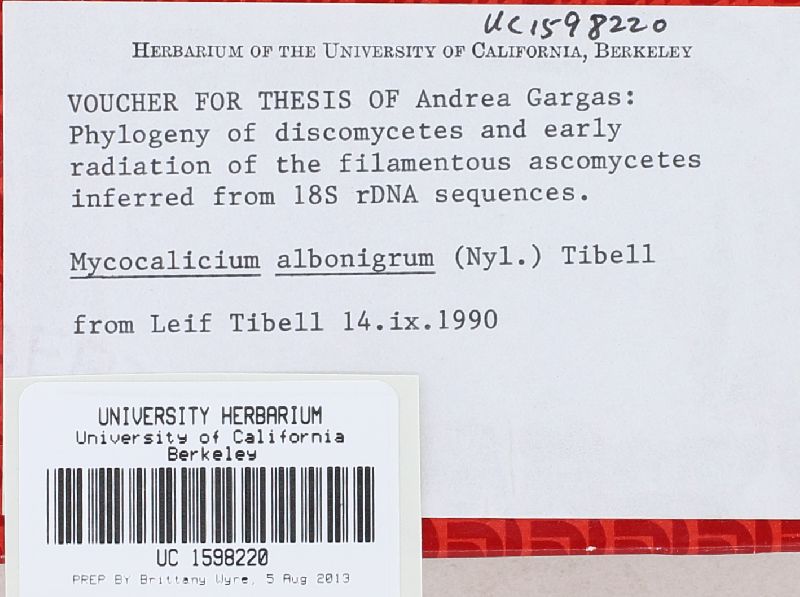 UC1598220
HERBARIUM OF THE UNIVERSITY OF CALIFORNIA, BERKELEY
VOUCHER FOR THESIS OF Andrea Gargas:
Phylogeny of discomycetes and early
radiation of the filamentous ascomycetes
inferred from 18S rDNA sequences.
Mycocalicium albonigrum (Nyl.) Tibell
from Leif Tibell 14.ix.1990
UNIVERSITY HERBARIUM
University of California
Berkeley
UC 1598220
PREP BY Brittany Wyre, 5 Aug 2013